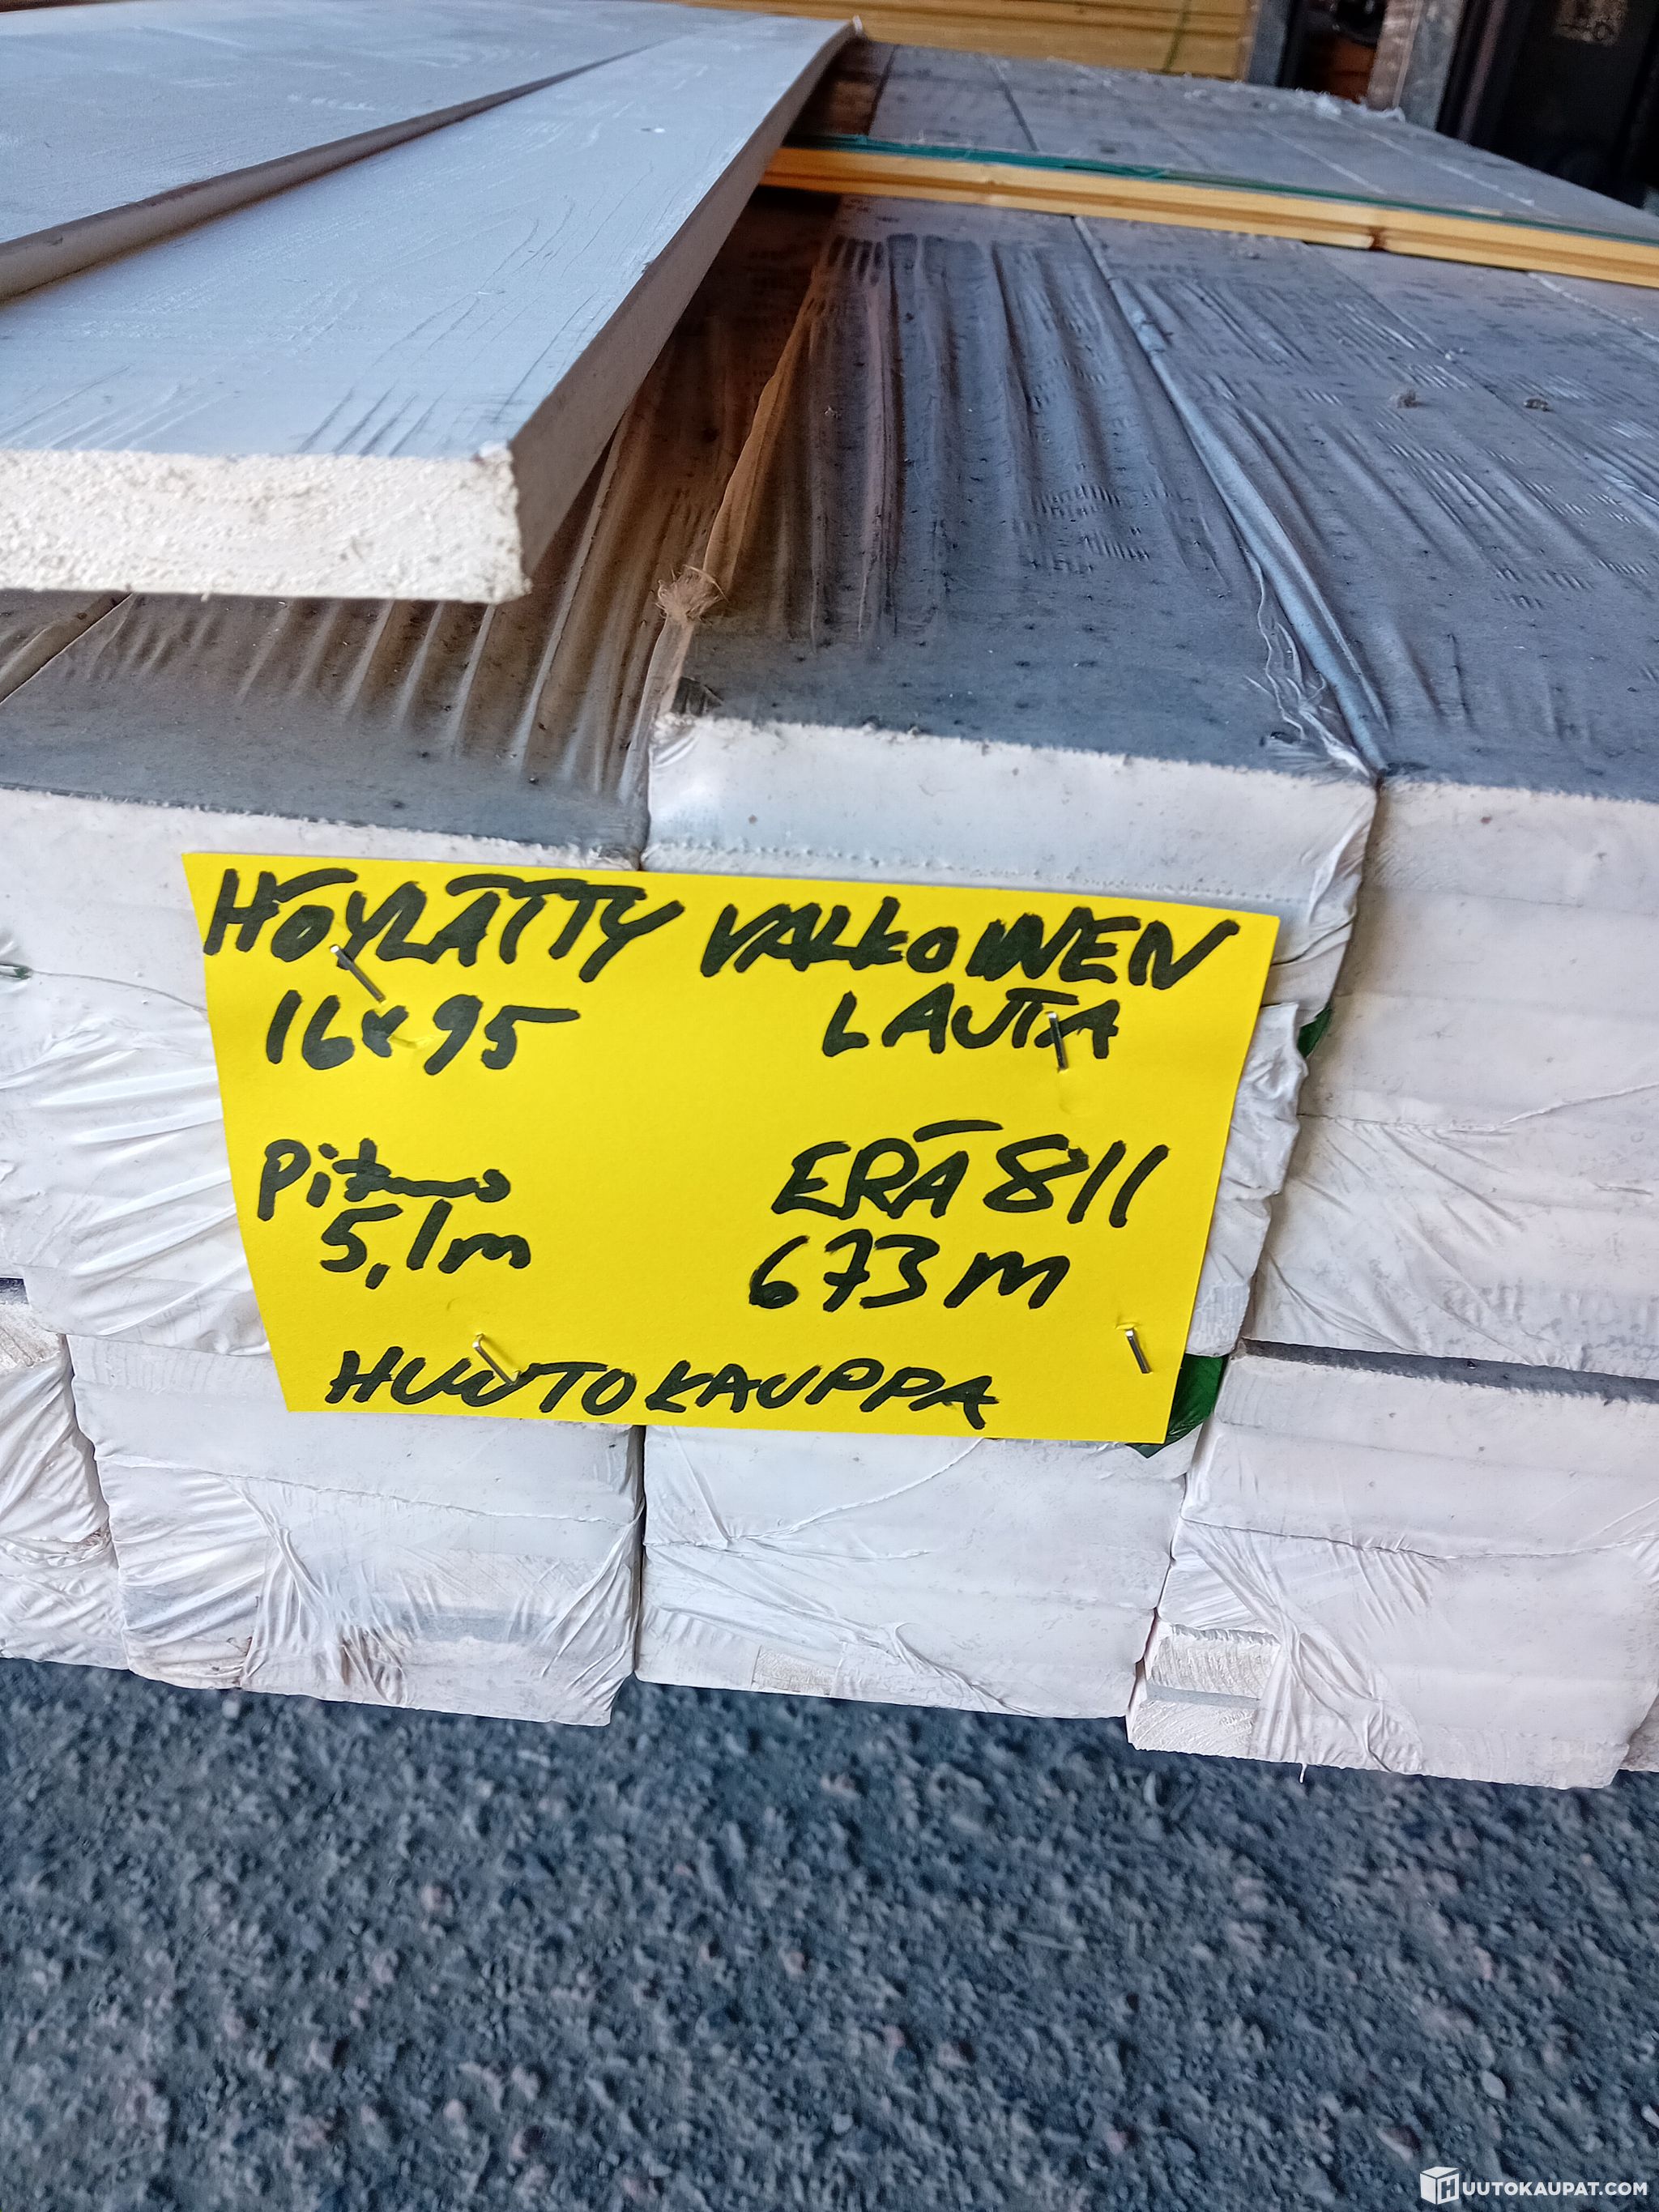 HÖYLÄTTY VALKOINEN
16x95 LAUTA
Pituus ERÄ 811
5,1m 673 m
HUUTOKAUPPA
HUUTOKAUPAT.COM